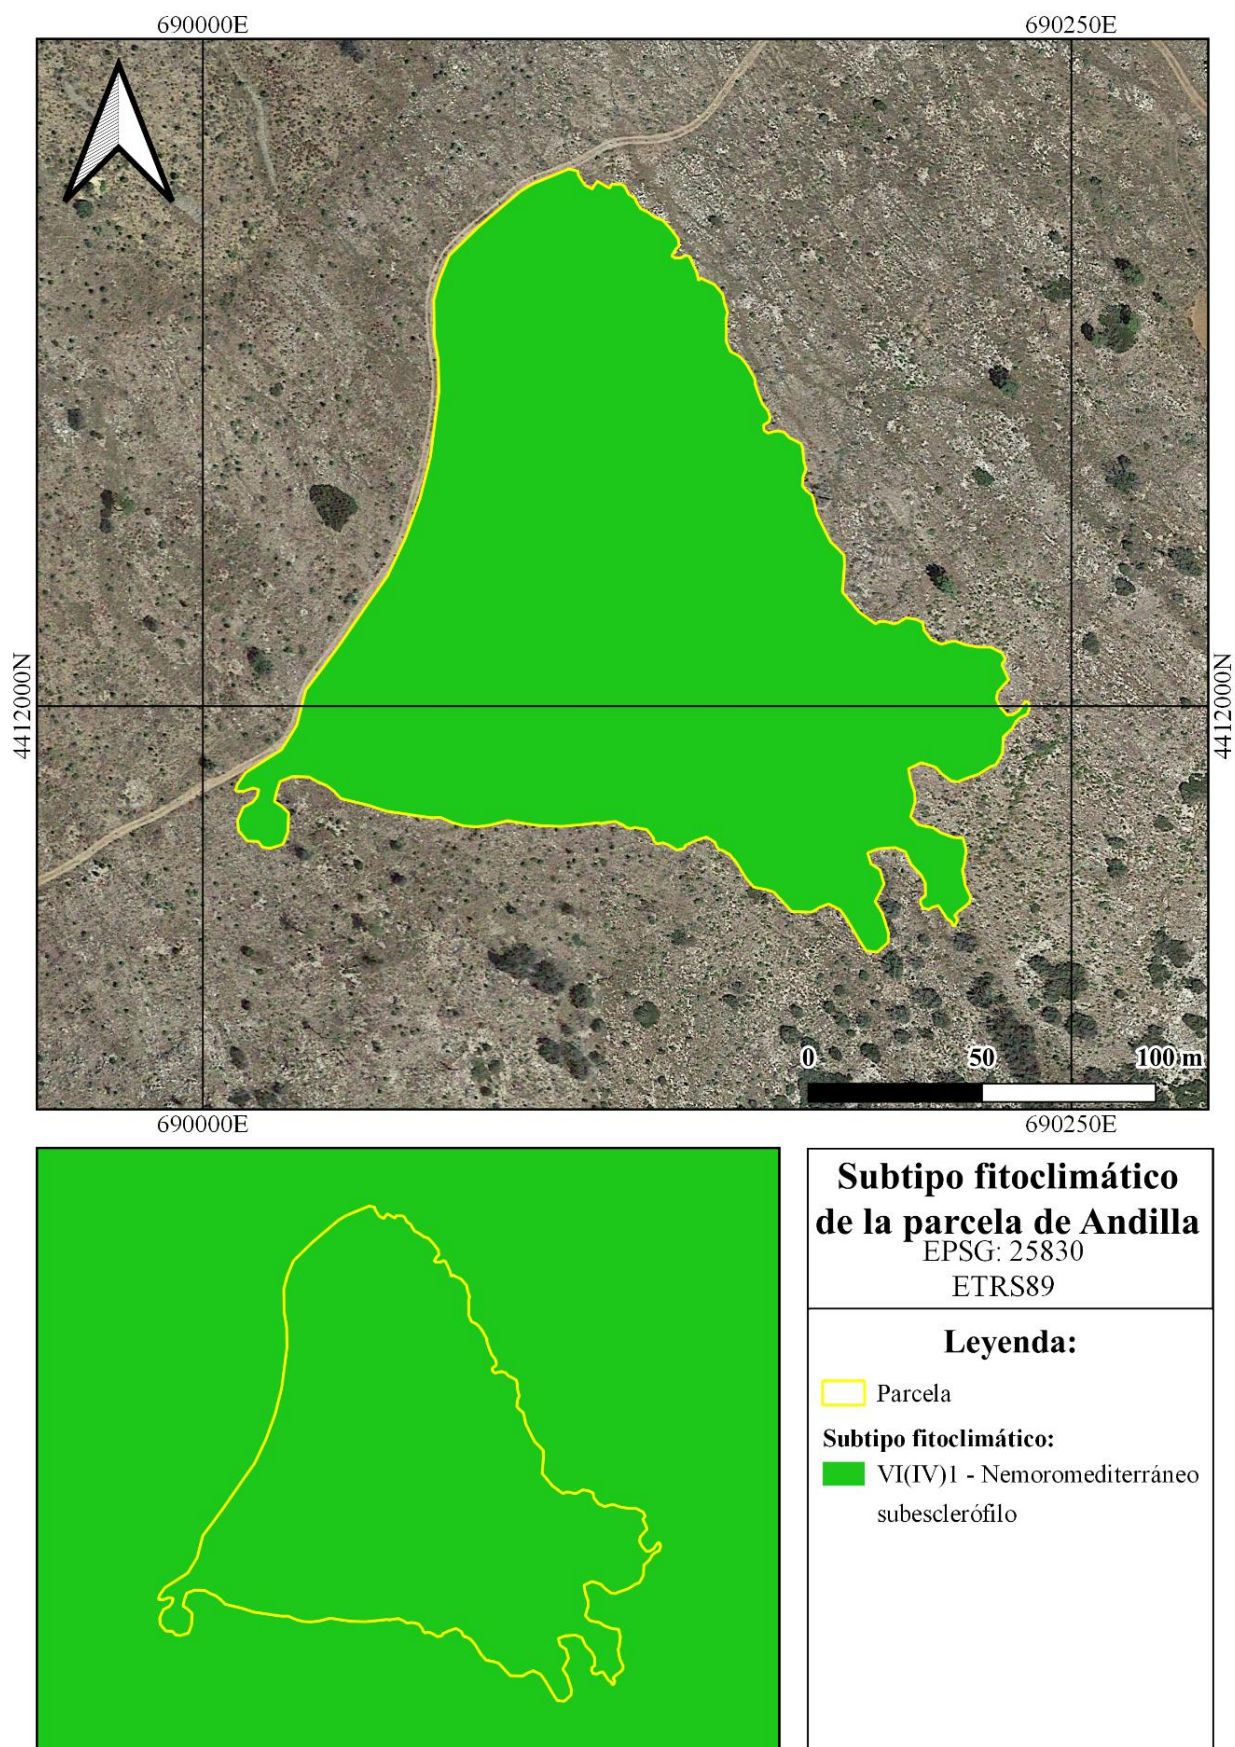 690000E 690250E
4412000N 4412000N
0 50 100 m
690000E 690250E
Subtipo fitoclimático
de la parcela de Andilla
EPSG: 25830
ETRS89
Leyenda:
Parcela
Subtipo fitoclimático:
VI(IV)1 - Nemoromediterráneo
subesclerófilo